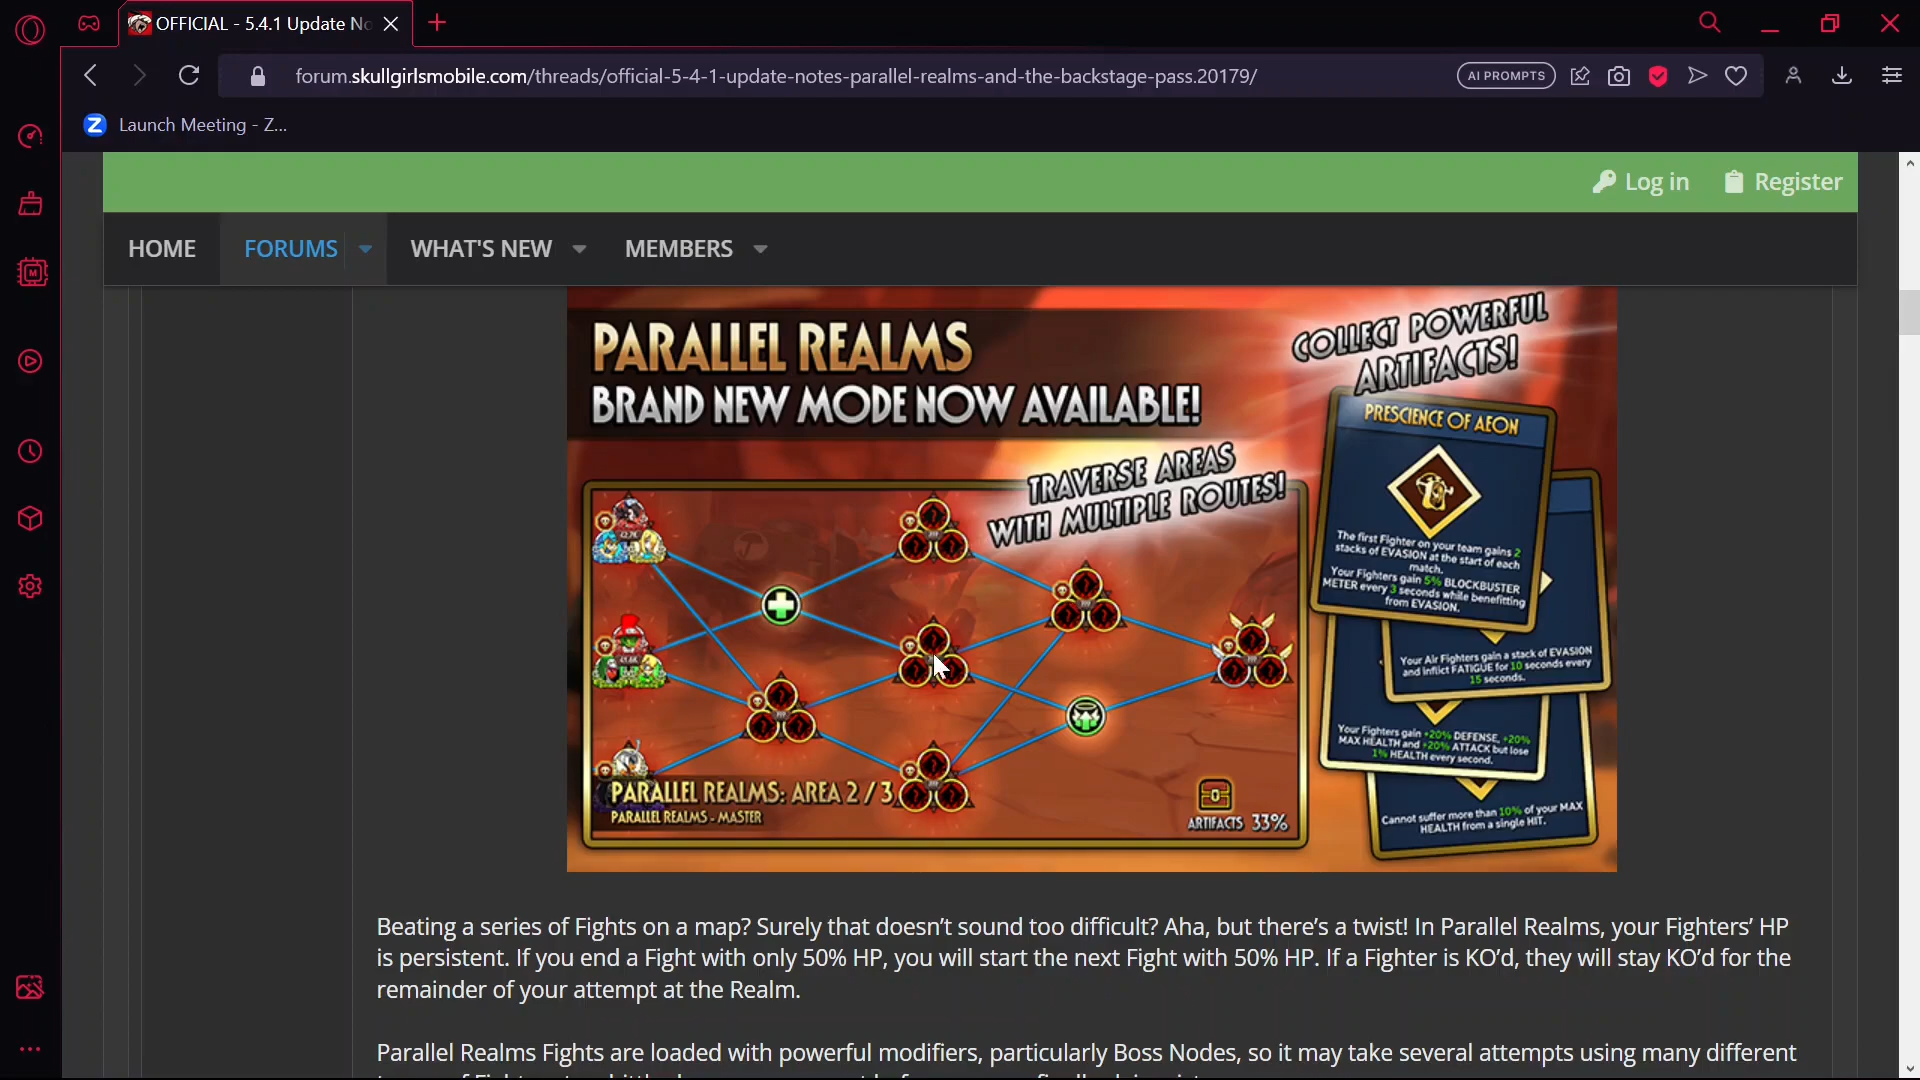 OFFICIAL - 5.4.1 Update No
forum.skullgirlsmobile.com/threads/official-5-4-1-update-notes-parallel-realms-and-the-backstage-pass.20179/
AI PROMPTS
Launch Meeting - Z...
Log in
Register
HOME
FORUMS
WHAT'S NEW
MEMBERS
PARALLEL REALMS
BRAND NEW MODE NOW AVAILABLE!
COLLECT POWERFUL
ARTIFACTS!
TRAVERSE AREAS
WITH MULTIPLE ROUTES!
PRESCIENCE OF AEON
The first Fighter on your team gains 2
stacks of EVASION at the start of each
match.
Your Fighters gain 5% BLOCKBUSTER
METER every 3 seconds while benefitting
from EVASION.
Your Air Fighters gain a stack of EVASION
and inflict FATIGUE for 10 seconds every
15 seconds.
Your Fighters gain +20% DEFENSE, +20%
MAX HEALTH and +20% ATTACK but lose
1% HEALTH every second.
Cannot suffer more than 10% of your MAX
HEALTH from a single HIT.
PARALLEL REALMS: AREA 2 / 3
PARALLEL REALMS - MASTER
ARTIFACTS 33%
Beating a series of Fights on a map? Surely that doesn't sound too difficult? Aha, but there's a twist! In Parallel Realms, your Fighters' HP
is persistent. If you end a Fight with only 50% HP, you will start the next Fight with 50% HP. If a Fighter is KO'd, they will stay KO'd for the
remainder of your attempt at the Realm.
Parallel Realms Fights are loaded with powerful modifiers, particularly Boss Nodes, so it may take several attempts using many different